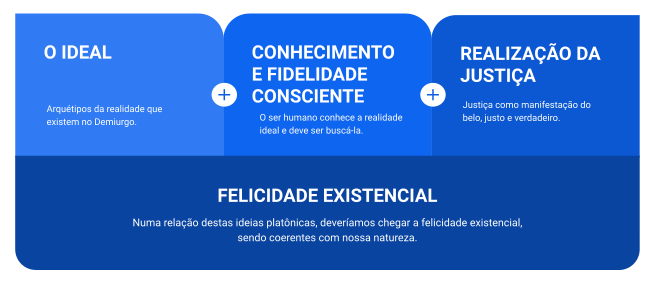 O IDEAL
Arquétipos da realidade que
existem no Demiurgo.
CONHECIMENTO
E FIDELIDADE
CONSCIENTE
O ser humano conhece a realidade
ideal e deve ser buscá-la.
REALIZAÇÃO DA
JUSTIÇA
Justiça como manifestação do
belo, justo e verdadeiro.
FELICIDADE EXISTENCIAL
Numa relação destas ideias platônicas, deveríamos chegar a felicidade existencial,
sendo coerentes com nossa natureza.